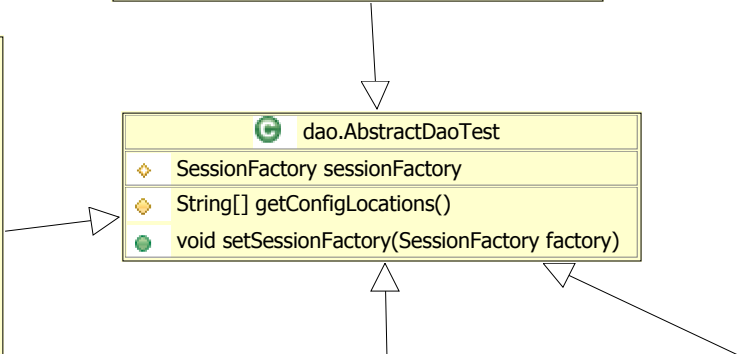 C dao.AbstractDaoTest
SessionFactory sessionFactory
String[] getConfigLocations()
void setSessionFactory(SessionFactory factory)